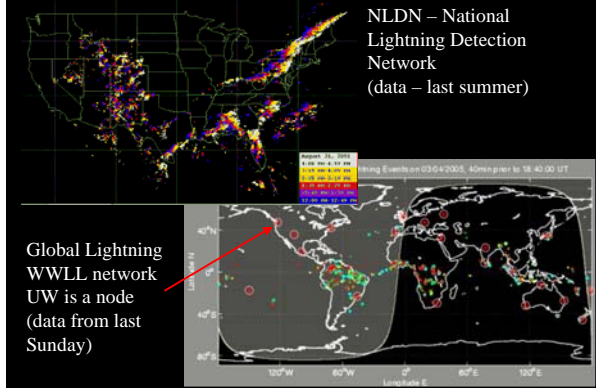 NLDN – National
Lightning Detection
Network
(data – last summer)
Global Lightning
WWLL network
UW is a node
(data from last
Sunday)
htning Events on 03/04/2005, 40min prior to 18:40:00 UT
Latitude N
40°N
0°
40°S
80°S
120°W
60°W
0°
60°E
120°E
Longitude E